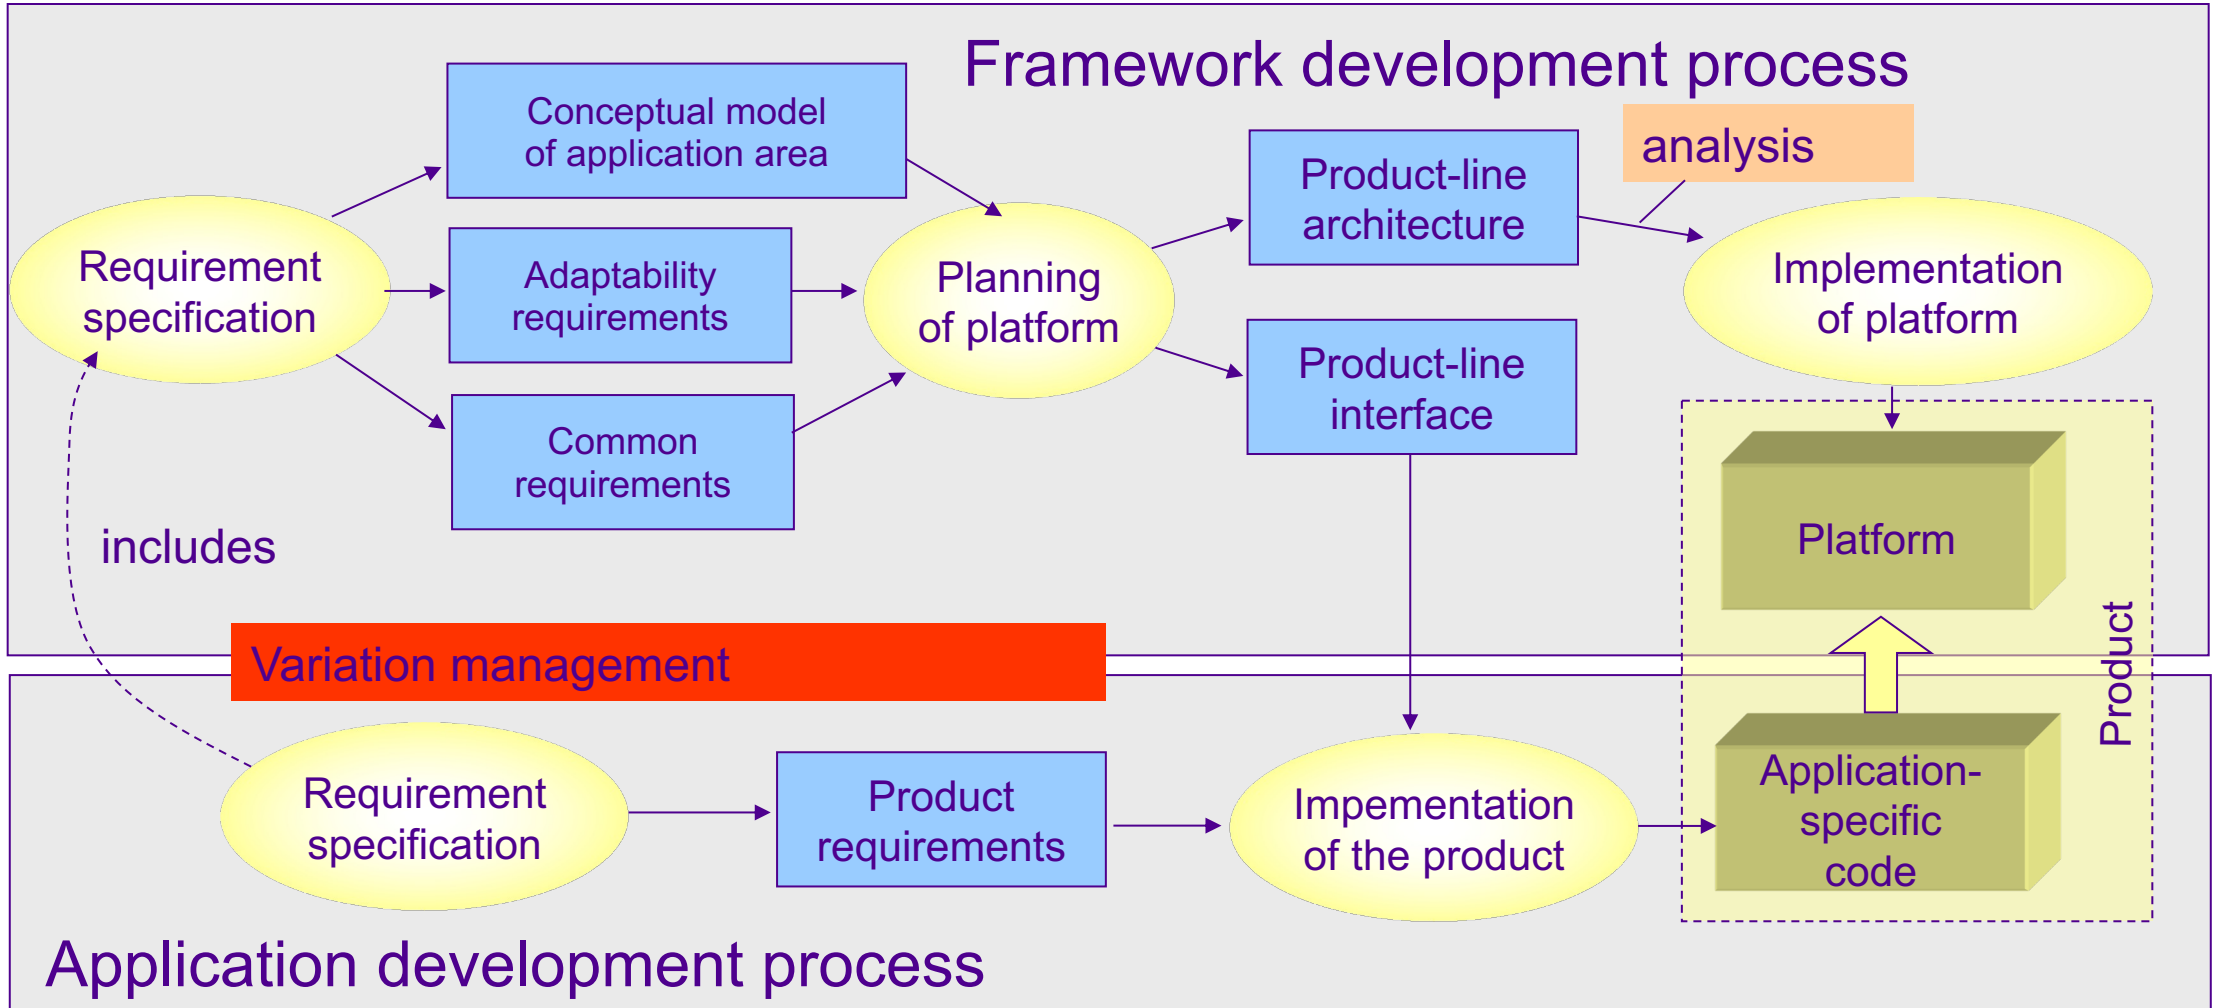 Framework development process
Conceptual model
of application area
analysis
Product-line
architecture
Requirement
specification
Adaptability
requirements
Planning
of platform
Implementation
of platform
Product-line
interface
Common
requirements
includes
Platform
Product
Variation management
Requirement
specification
Product
requirements
Impementation
of the product
Application-
specific
code
Application development process